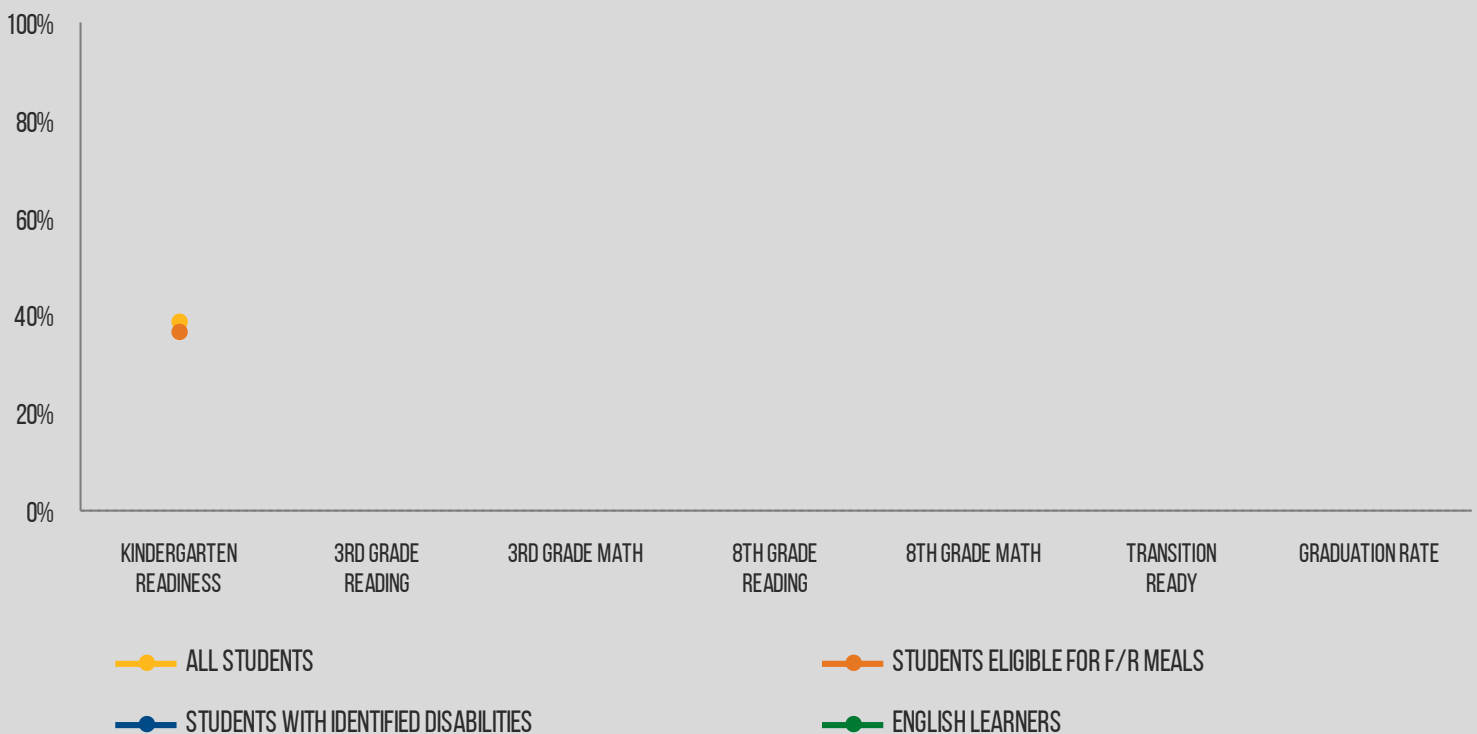 100%
80%
60%
40%
20%
0%
KINDERGARTEN
READINESS
3RD GRADE
READING
3RD GRADE MATH
8TH GRADE
READING
8TH GRADE MATH
TRANSITION
READY
GRADUATION RATE
ALL STUDENTS
STUDENTS ELIGIBLE FOR F/R MEALS
STUDENTS WITH IDENTIFIED DISABILITIES
ENGLISH LEARNERS